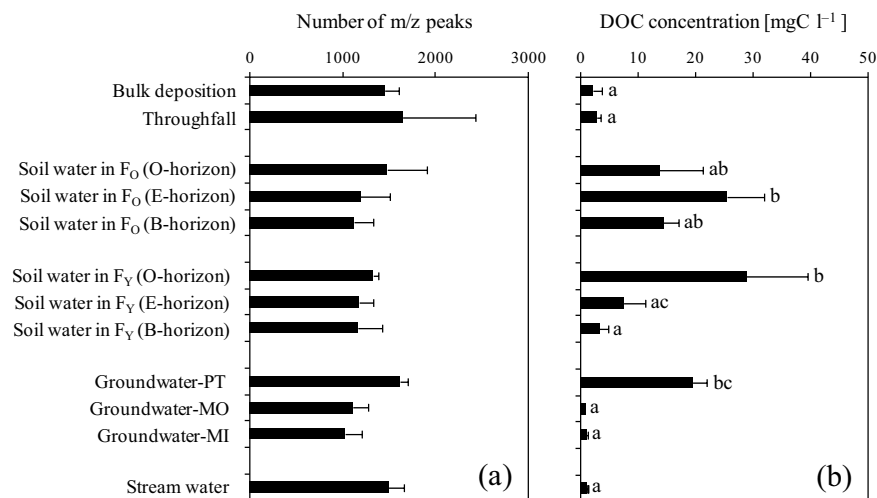 Number of m/z peaks
DOC concentration [mgC l⁻¹ ]
0 1000 2000 3000
0 10 20 30 40 50
Bulk deposition a
Throughfall a
Soil water in F_O (O-horizon) ab
Soil water in F_O (E-horizon) b
Soil water in F_O (B-horizon) ab
Soil water in F_Y (O-horizon) b
Soil water in F_Y (E-horizon) ac
Soil water in F_Y (B-horizon) a
Groundwater-PT bc
Groundwater-MO a
Groundwater-MI a
(a) (b)
Stream water a